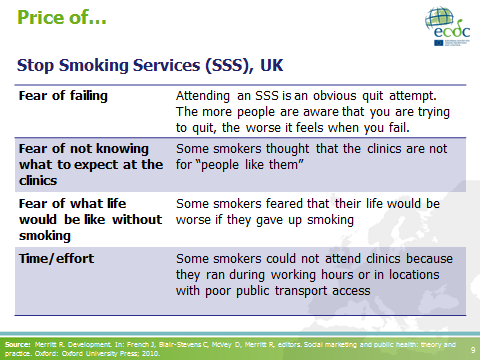 Price of...
ecdc
Stop Smoking Services (SSS), UK
Fear of failing
Attending an SSS is an obvious quit attempt.
The more people are aware that you are trying
to quit, the worse it feels when you fail.
Fear of not knowing
what to expect at the
clinics
Some smokers thought that the clinics are not
for “people like them”
Fear of what life
would be like without
smoking
Some smokers feared that their life would be
worse if they gave up smoking
Time/effort
Some smokers could not attend clinics because
they ran during working hours or in locations
with poor public transport access
Source: Merritt R. Development. In: French J, Blair-Stevens C, McVey D, Merritt R, editors. Social marketing and public health: theory and
practice. Oxford: Oxford University Press; 2010.
9